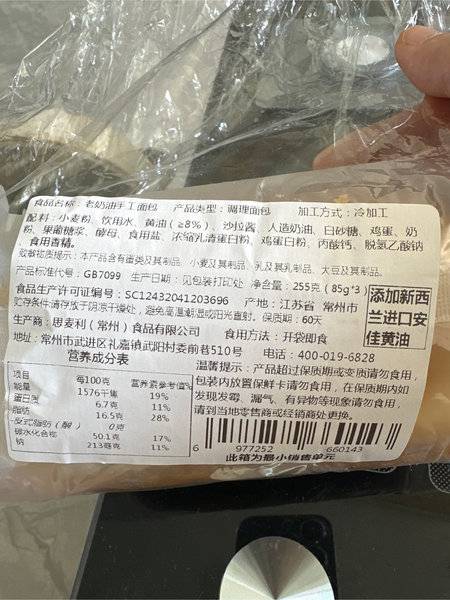 食品名称：老奶油手工面包 产品类型：调理面包 加工方式：冷加工
配料：小麦粉、饮用水、黄油（≥8%）、沙拉酱、人造奶油、白砂糖、鸡蛋、奶
粉、果葡糖浆、酵母、食用盐、浓缩乳清蛋白粉、鸡蛋白粉、丙酸钙、脱氢乙酸钠
食用香精。
致敏物质提示：本产品含有蛋类及其制品、小麦及其制品、乳及其乳制品、大豆及其制品。
产品标准代号：GB7099 生产日期：见包装打印处 净含量：255克（85g*3）
食品生产许可证编号：SC12432041203696 产地：江苏省 常州市
贮存条件:请存放于阴凉干燥处，避免高温潮湿或阳光直射。保质期：60天
生产商：思麦利（常州）食品有限公司 食用方法：开袋即食
地址：常州市武进区礼嘉镇武阳村委前巷510号 电话：400-019-6828
添加新西
兰进口安
佳黄油
营养成分表
项目 每100克 营养素参考值%
能量 1576千焦 19%
蛋白质 6.7克 11%
脂肪 16.5克 28%
-反式脂肪（酸） 0克
碳水化合物 50.1克 17%
钠 213毫克 11%
温馨提示：产品超过保质期或变质请勿食用，
包装内放置保鲜卡请勿食用，在保质期内如
发现发霉、漏气、有异物等现象请勿食用，
请到当地零售商或经销商处更换。
6 977252 660143
此箱为最小销售单元